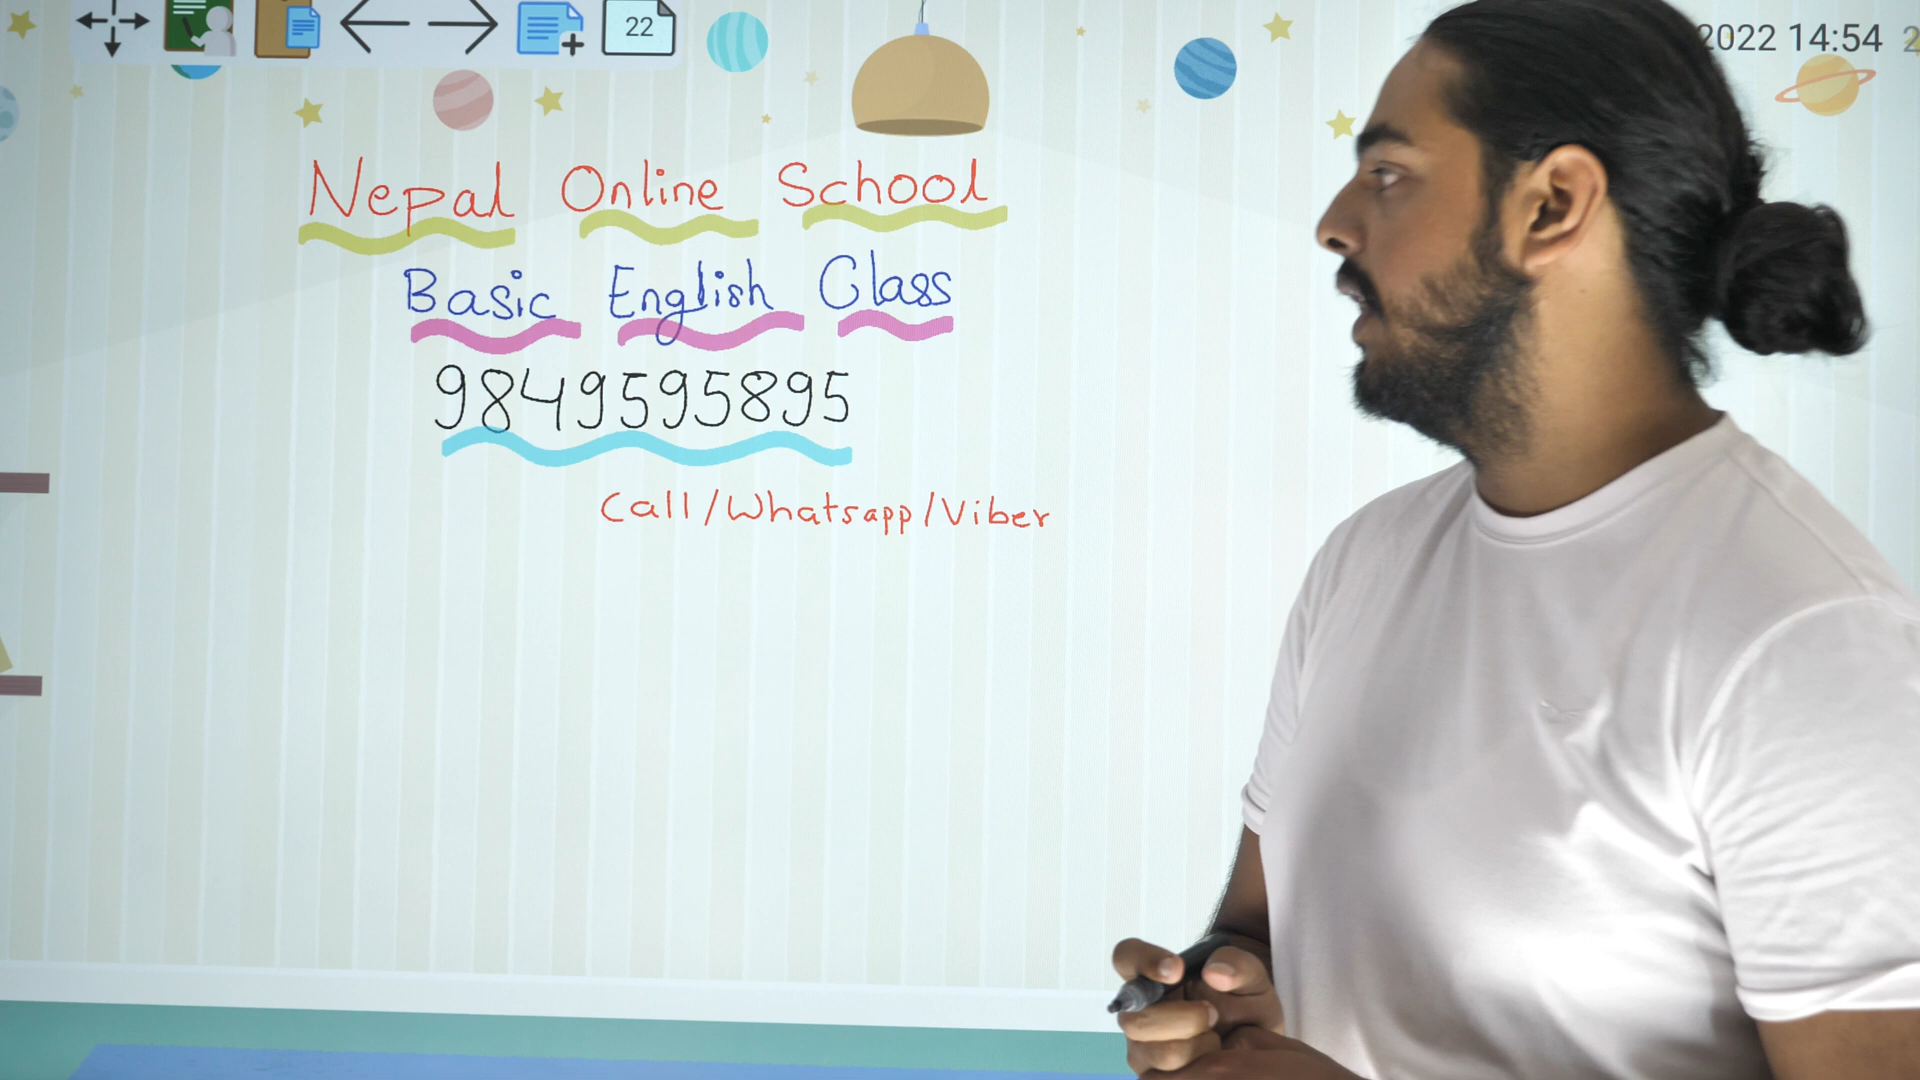 22
2022 14:54
Nepal Online School
Basic English Class
9849595895
Call/Whatsapp/Viber